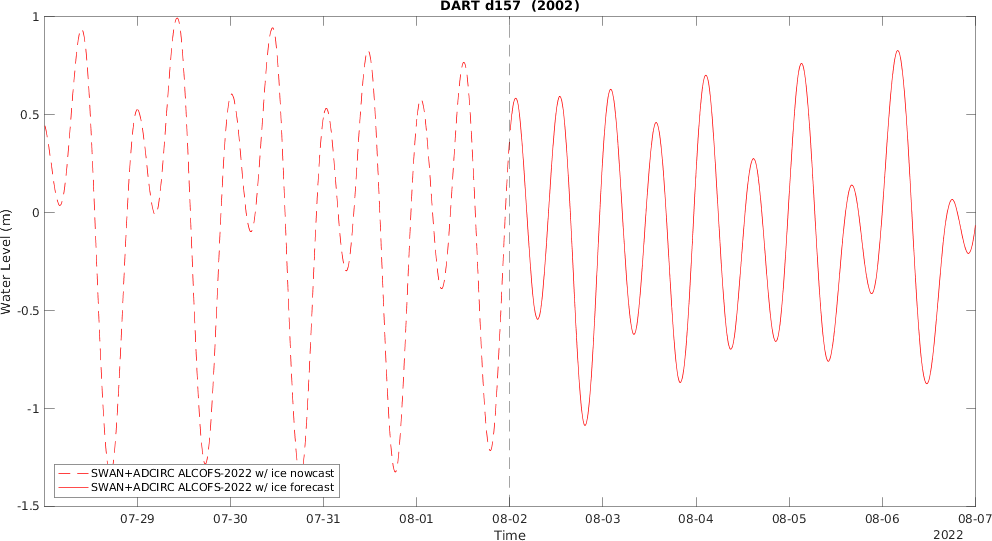 DART d157 (2002)
Water Level (m)
1
0.5
0
-0.5
-1
-1.5
SWAN+ADCIRC ALCOFS-2022 w/ ice nowcast
SWAN+ADCIRC ALCOFS-2022 w/ ice forecast
07-29 07-30 07-31 08-01 08-02 08-03 08-04 08-05 08-06 08-07
Time
2022